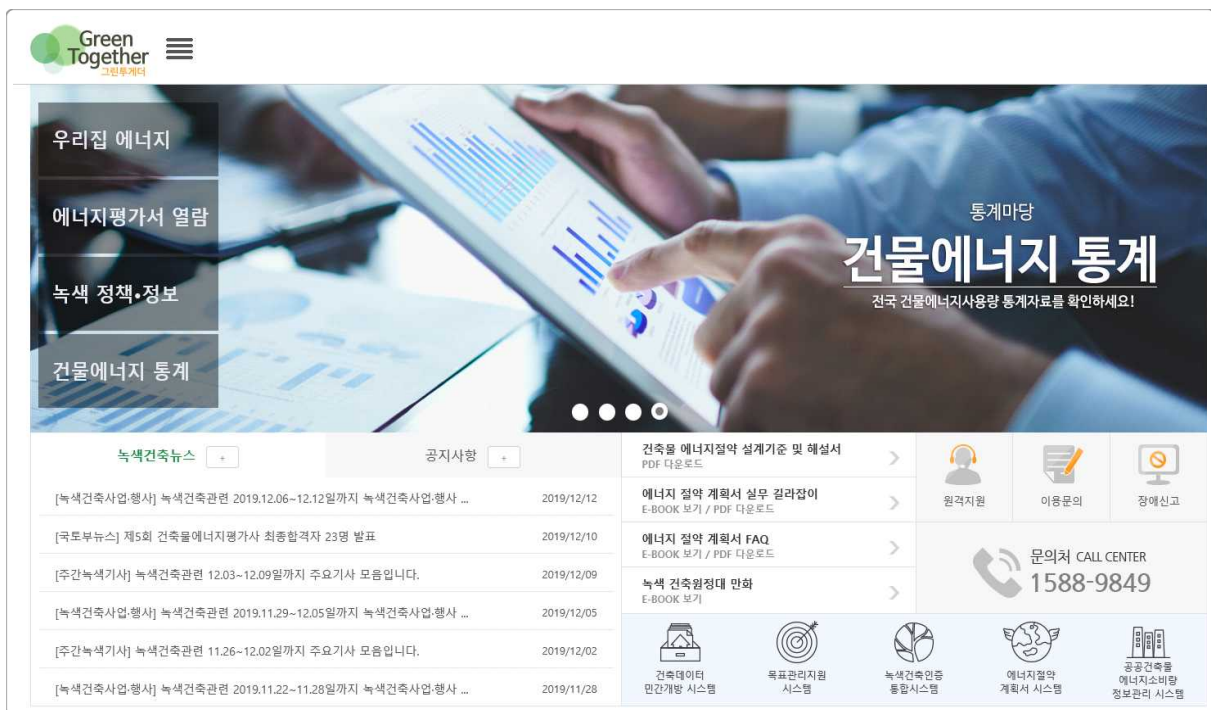 Green
Together
그린투게더
우리집 에너지
에너지평가서 열람
녹색 정책•정보
건물에너지 통계
통계마당
건물에너지 통계
전국 건물에너지사용량 통계자료를 확인하세요!
녹색건축뉴스 +
공지사항 +
[녹색건축사업·행사] 녹색건축관련 2019.12.06~12.12일까지 녹색건축사업·행사 ... 2019/12/12
[국토부뉴스] 제5회 건축물에너지평가사 최종합격자 23명 발표 2019/12/10
[주간녹색기사] 녹색건축관련 12.03~12.09일까지 주요기사 모음입니다. 2019/12/09
[녹색건축사업·행사] 녹색건축관련 2019.11.29~12.05일까지 녹색건축사업·행사 ... 2019/12/05
[주간녹색기사] 녹색건축관련 11.26~12.02일까지 주요기사 모음입니다. 2019/12/02
[녹색건축사업·행사] 녹색건축관련 2019.11.22~11.28일까지 녹색건축사업·행사 ... 2019/11/28
건축물 에너지절약 설계기준 및 해설서
PDF 다운로드
에너지 절약 계획서 실무 길라잡이
E-BOOK 보기 / PDF 다운로드
에너지 절약 계획서 FAQ
E-BOOK 보기 / PDF 다운로드
녹색 건축원정대 만화
E-BOOK 보기
원격지원
이용문의
장애신고
문의처 CALL CENTER
1588-9849
건축데이터
민간개방 시스템
목표관리지원
시스템
녹색건축인증
통합시스템
에너지절약
계획서 시스템
공공건축물
에너지소비량
정보관리 시스템